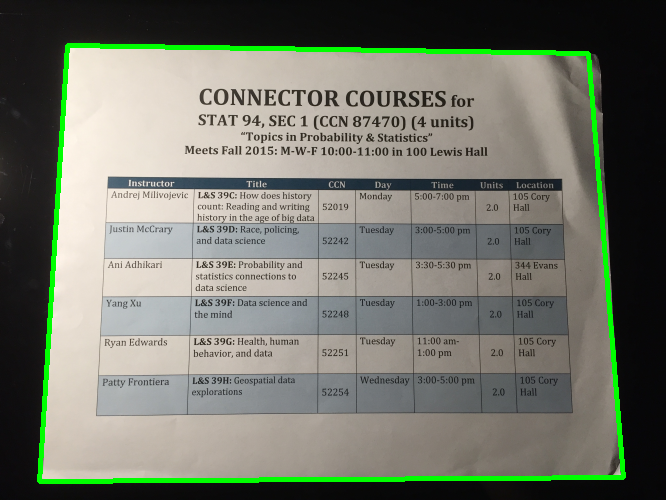 CONNECTOR COURSES for
STAT 94, SEC 1 (CCN 87470) (4 units)
"Topics in Probability & Statistics"
Meets Fall 2015: M-W-F 10:00-11:00 in 100 Lewis Hall
Instructor Title CCN Day Time Units Location
Andrej Milivojevic L&S 39C: How does history Monday 5:00-7:00 pm 105 Cory
count: Reading and writing 52019 2.0 Hall
history in the age of big data
Justin McCrary L&S 39D: Race, policing, Tuesday 3:00-5:00 pm 105 Cory
and data science 52242 2.0 Hall
Ani Adhikari L&S 39E: Probability and Tuesday 3:30-5:30 pm 344 Evans
statistics connections to 52245 2.0 Hall
data science
Yang Xu L&S 39F: Data science and Tuesday 1:00-3:00 pm 105 Cory
the mind 52248 2.0 Hall
Ryan Edwards L&S 39G: Health, human Tuesday 11:00 am- 105 Cory
behavior, and data 52251 1:00 pm 2.0 Hall
Patty Frontiera L&S 39H: Geospatial data Wednesday 3:00-5:00 pm 105 Cory
explorations 52254 2.0 Hall